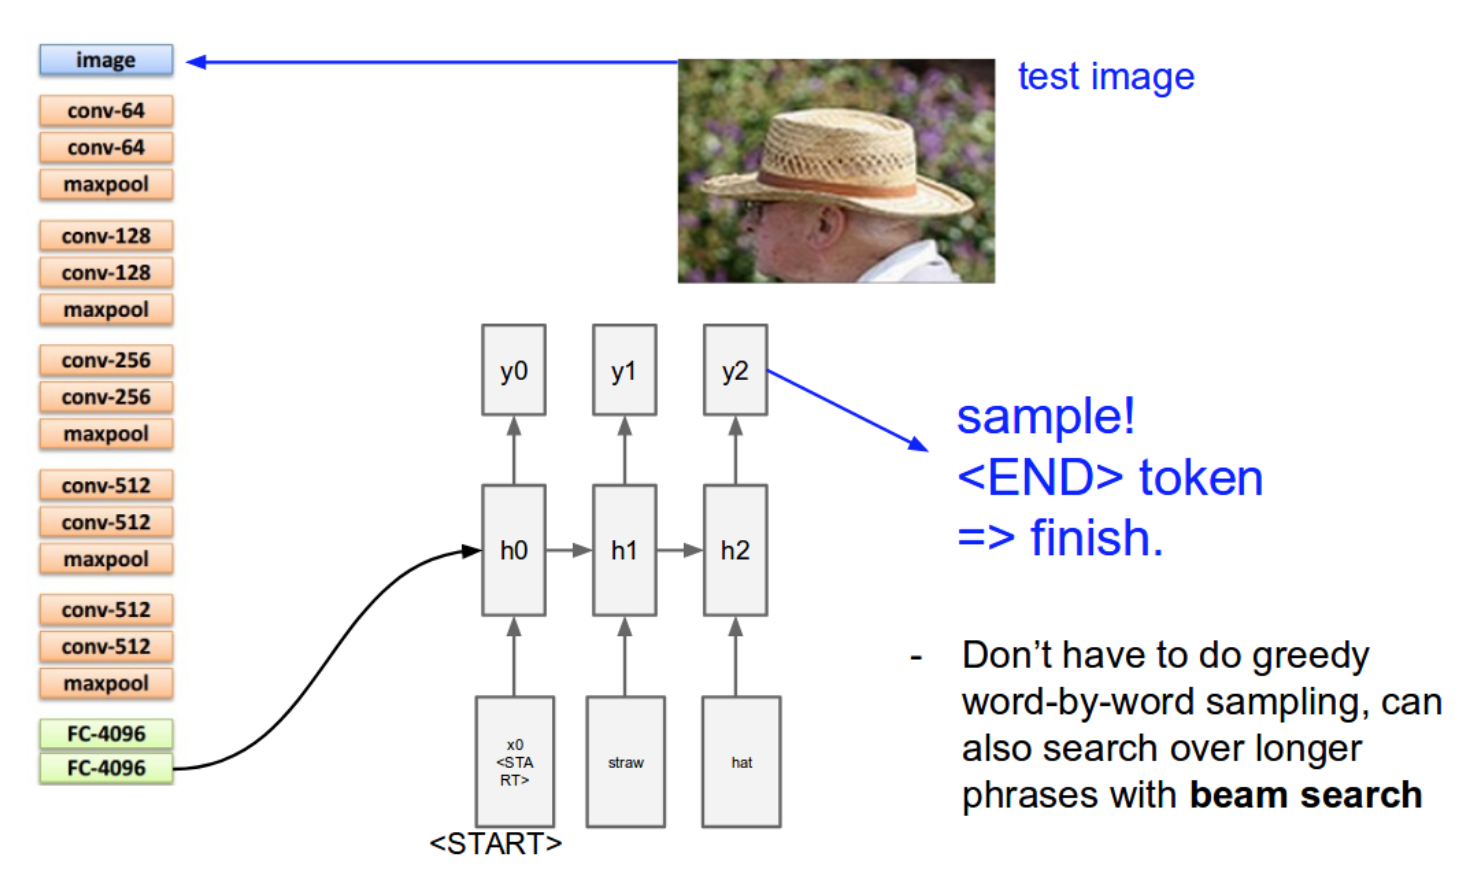 image
conv-64
conv-64
maxpool
conv-128
conv-128
maxpool
conv-256
conv-256
maxpool
conv-512
conv-512
maxpool
conv-512
conv-512
maxpool
FC-4096
FC-4096
test image
y0
y1
y2
h0
h1
h2
x0
<STA
RT>
straw
hat
<START>
sample!
<END> token
=> finish.
- Don't have to do greedy
word-by-word sampling, can
also search over longer
phrases with beam search